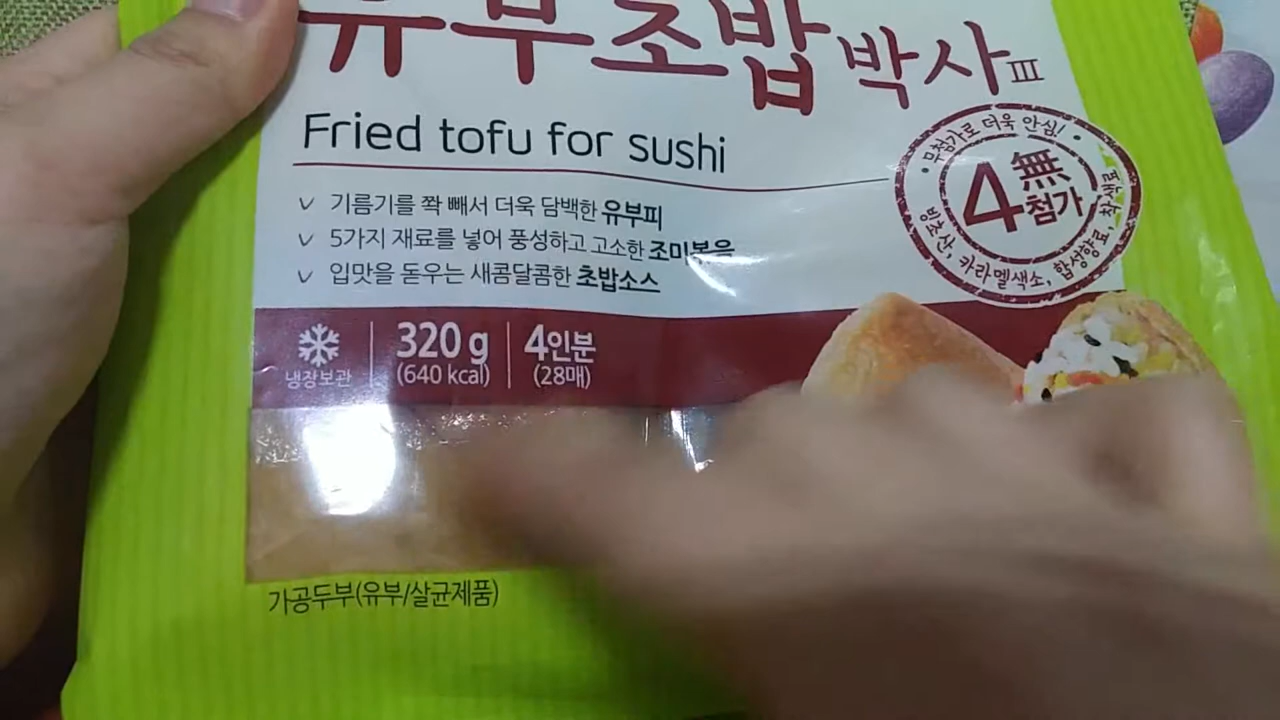 유부초밥 박사 III
Fried tofu for sushi
기름기를 쫙 빼서 더욱 담백한 유부피
5가지 재료를 넣어 풍성하고 고소한 조미볶음
입맛을 돋우는 새콤달콤한 초밥소스
무첨가로 더욱 안심!
4無첨가
빙초산, 카라멜색소, 합성향료,
320 g
(640 kcal)
4인분
(28매)
냉장보관
가공두부(유부/살균제품)